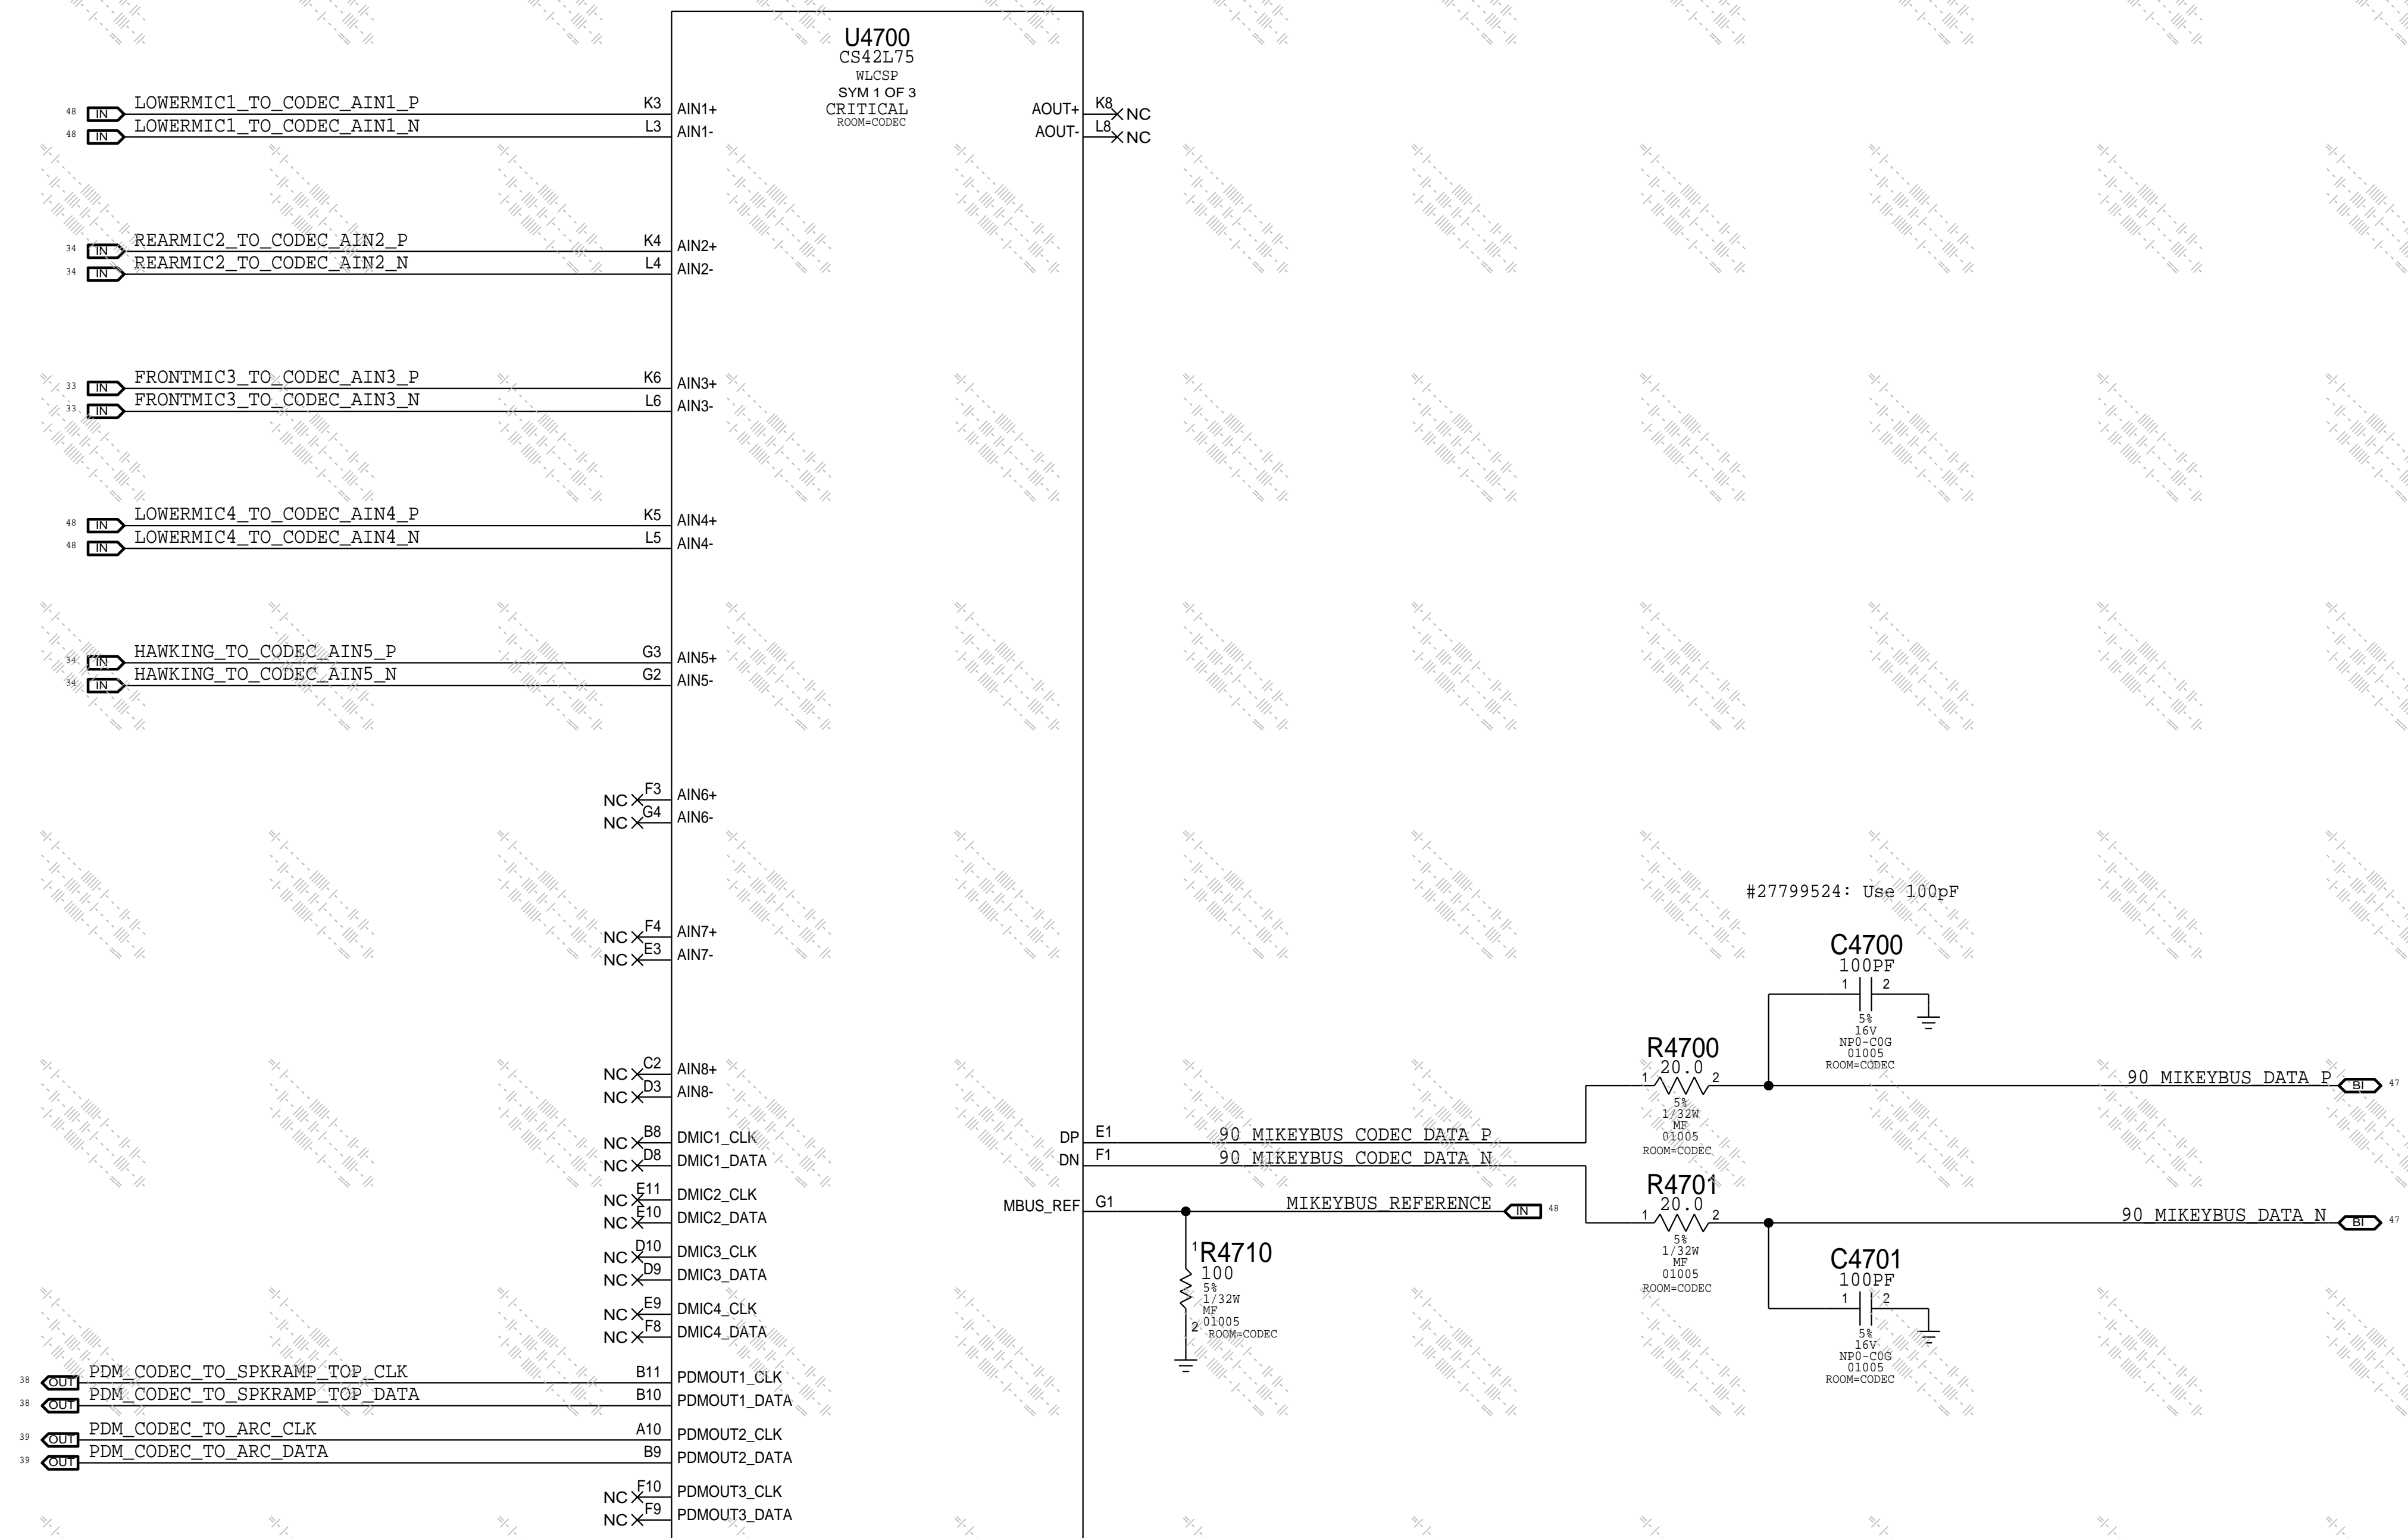 U4700
CS42L75
WLCSP
SYM 1 OF 3
CRITICAL
ROOM=CODEC
48 IN LOWERMIC1_TO_CODEC_AIN1_P K3 AIN1+
48 IN LOWERMIC1_TO_CODEC_AIN1_N L3 AIN1-
AOUT+ K8 NC
AOUT- L8 NC
34 IN REARMIC2_TO_CODEC_AIN2_P K4 AIN2+
34 IN REARMIC2_TO_CODEC_AIN2_N L4 AIN2-
33 IN FRONTMIC3_TO_CODEC_AIN3_P K6 AIN3+
33 IN FRONTMIC3_TO_CODEC_AIN3_N L6 AIN3-
48 IN LOWERMIC4_TO_CODEC_AIN4_P K5 AIN4+
48 IN LOWERMIC4_TO_CODEC_AIN4_N L5 AIN4-
34 IN HAWKING_TO_CODEC_AIN5_P G3 AIN5+
34 IN HAWKING_TO_CODEC_AIN5_N G2 AIN5-
NC F3 AIN6+
NC G4 AIN6-
NC F4 AIN7+
NC E3 AIN7-
NC C2 AIN8+
NC D3 AIN8-
NC B8 DMIC1_CLK
NC D8 DMIC1_DATA
NC E11 DMIC2_CLK
NC E10 DMIC2_DATA
NC D10 DMIC3_CLK
NC D9 DMIC3_DATA
NC E9 DMIC4_CLK
NC F8 DMIC4_DATA
38 OUT PDM_CODEC_TO_SPKRAMP_TOP_CLK B11 PDMOUT1_CLK
38 OUT PDM_CODEC_TO_SPKRAMP_TOP_DATA B10 PDMOUT1_DATA
39 OUT PDM_CODEC_TO_ARC_CLK A10 PDMOUT2_CLK
39 OUT PDM_CODEC_TO_ARC_DATA B9 PDMOUT2_DATA
NC F10 PDMOUT3_CLK
NC F9 PDMOUT3_DATA
DP E1 90_MIKEYBUS_CODEC_DATA_P
DN F1 90_MIKEYBUS_CODEC_DATA_N
MBUS_REF G1 MIKEYBUS_REFERENCE IN 48
1
R4710
100
5%
1/32W
MF
01005
2
ROOM=CODEC
#27799524: Use 100pF
C4700
100PF
1 2
5%
16V
NP0-C0G
01005
ROOM=CODEC
R4700
20.0
1 2
5%
1/32W
MF
01005
ROOM=CODEC
90_MIKEYBUS_DATA_P BI 47
R4701
20.0
1 2
5%
1/32W
MF
01005
ROOM=CODEC
90_MIKEYBUS_DATA_N BI 47
C4701
100PF
1 2
5%
16V
NP0-C0G
01005
ROOM=CODEC